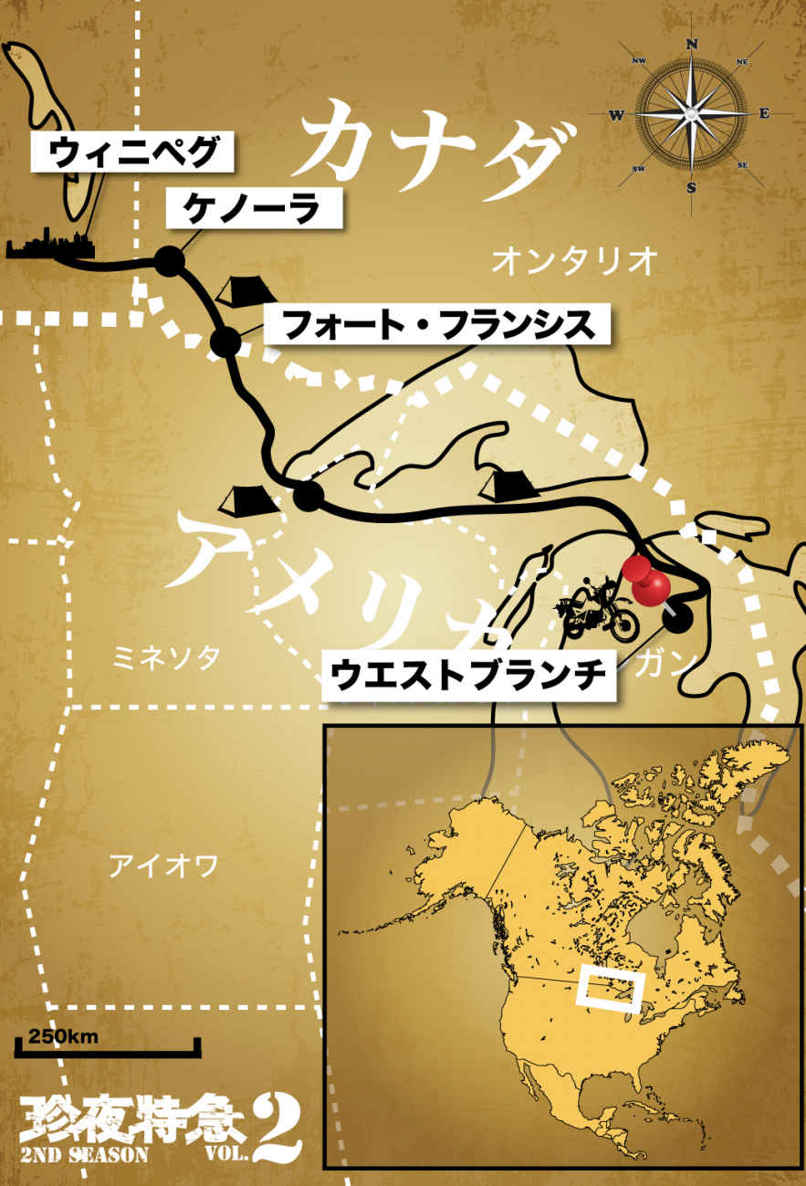 N
NW
NE
W
E
SW
SE
S
カナダ
ウィニペグ
ケノーラ
オンタリオ
フォート・フランシス
アメリカ
ミネソタ
ウエストブランチ
ガン
アイオワ
250km
珍夜特急2
2ND SEASON VOL.